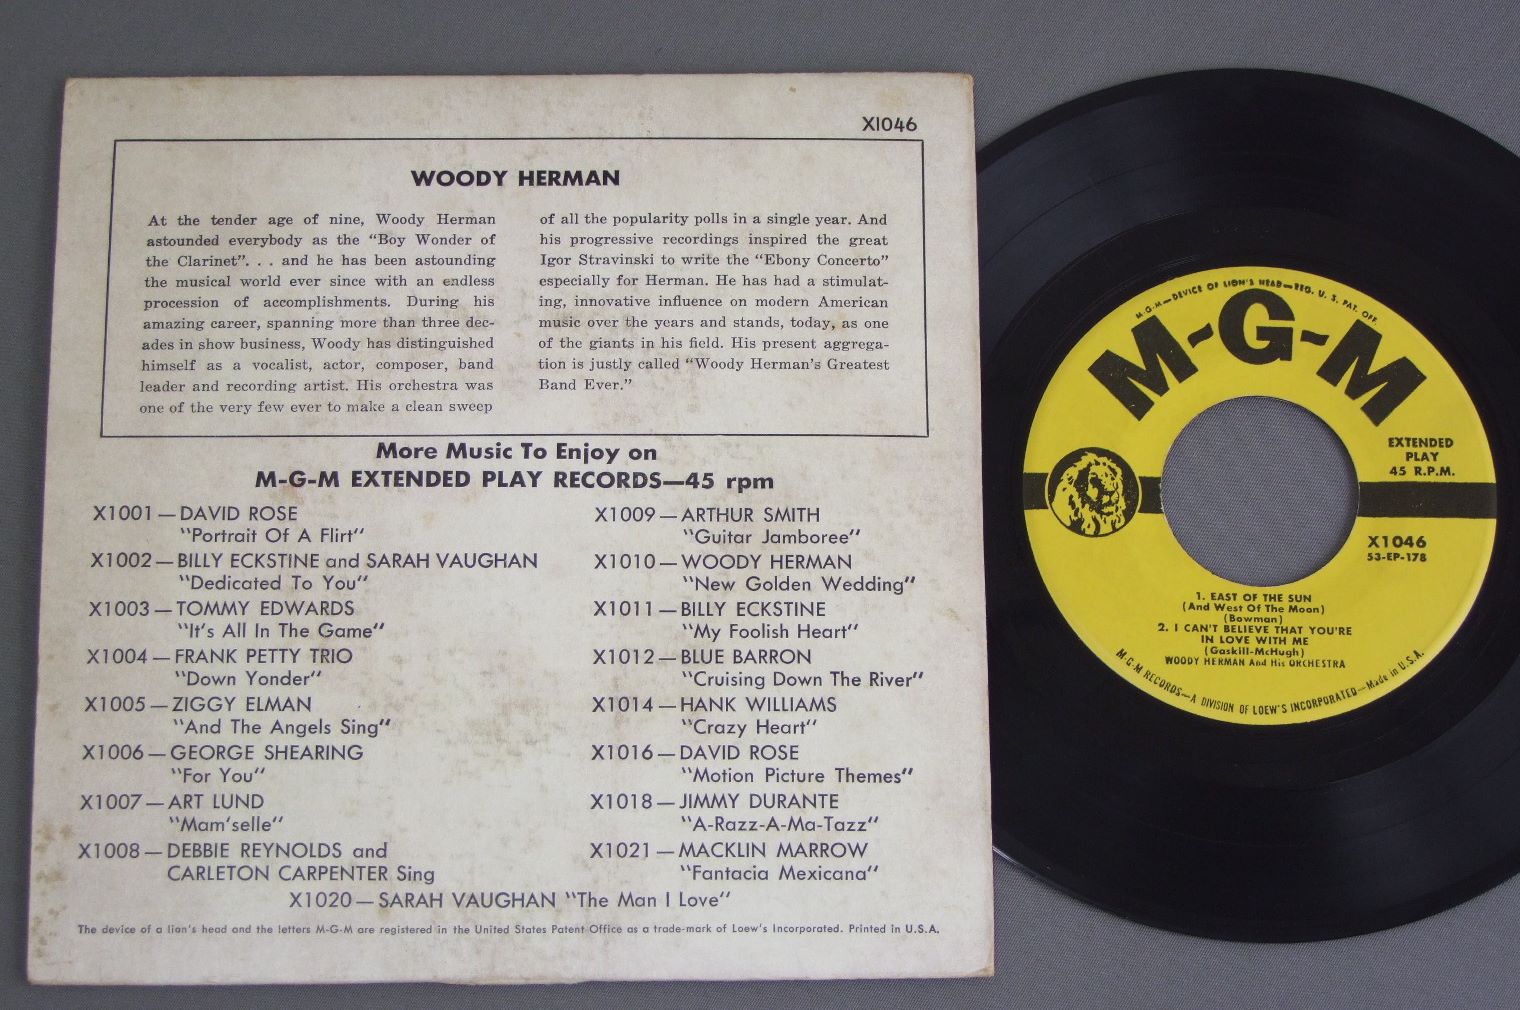 X1046
WOODY HERMAN
At the tender age of nine, Woody Herman
astounded everybody as the "Boy Wonder of
the Clarinet". . . and he has been astounding
the musical world ever since with an endless
procession of accomplishments. During his
amazing career, spanning more than three dec-
ades in show business, Woody has distinguished
himself as a vocalist, actor, composer, band
leader and recording artist. His orchestra was
one of the very few ever to make a clean sweep
of all the popularity polls in a single year. And
his progressive recordings inspired the great
Igor Stravinski to write the "Ebony Concerto"
especially for Herman. He has had a stimulat-
ing, innovative influence on modern American
music over the years and stands, today, as one
of the giants in his field. His present aggrega-
tion is justly called "Woody Herman's Greatest
Band Ever."
More Music To Enjoy on
M-G-M EXTENDED PLAY RECORDS—45 rpm
X1001—DAVID ROSE
"Portrait Of A Flirt"
X1002—BILLY ECKSTINE and SARAH VAUGHAN
"Dedicated To You"
X1003—TOMMY EDWARDS
"It's All In The Game"
X1004—FRANK PETTY TRIO
"Down Yonder"
X1005—ZIGGY ELMAN
"And The Angels Sing"
X1006—GEORGE SHEARING
"For You"
X1007—ART LUND
"Mam'selle"
X1008—DEBBIE REYNOLDS and
CARLETON CARPENTER Sing
X1009—ARTHUR SMITH
"Guitar Jamboree"
X1010—WOODY HERMAN
"New Golden Wedding"
X1011—BILLY ECKSTINE
"My Foolish Heart"
X1012—BLUE BARRON
"Cruising Down The River"
X1014—HANK WILLIAMS
"Crazy Heart"
X1016—DAVID ROSE
"Motion Picture Themes"
X1018—JIMMY DURANTE
"A-Razz-A-Ma-Tazz"
X1021—MACKLIN MARROW
"Fantacia Mexicana"
X1020—SARAH VAUGHAN "The Man I Love"
The device of a lion's head and the letters M-G-M are registered in the United States Patent Office as a trade-mark of Loew's Incorporated. Printed in U.S.A.
M-G-M—DEVICE OF LION'S HEAD—REG. U. S. PAT. OFF.
M-G-M
EXTENDED
PLAY
45 R.P.M.
X1046
53-EP-178
1. EAST OF THE SUN
(And West Of The Moon)
(Bowman)
2. I CAN'T BELIEVE THAT YOU'RE
IN LOVE WITH ME
(Gaskill-McHugh)
WOODY HERMAN And His ORCHESTRA
M-G-M RECORDS—A DIVISION OF LOEW'S INCORPORATED—Made in U.S.A.